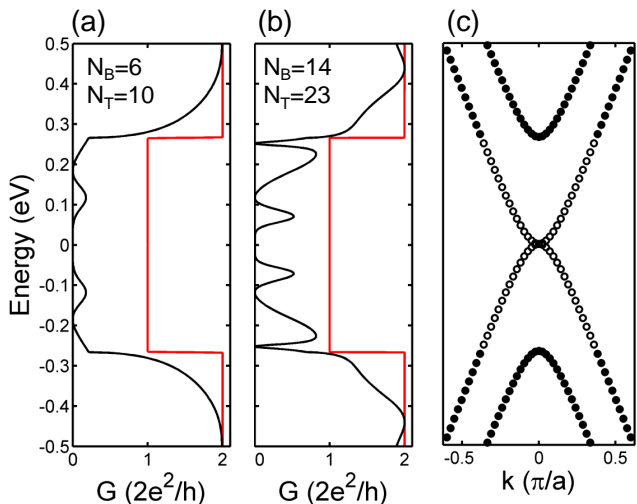 (a)
(b)
(c)
0.5
0.4
0.3
0.2
0.1
0
-0.1
-0.2
-0.3
-0.4
-0.5
Energy (eV)
N_B=6
N_T=10
N_B=14
N_T=23
0 1 2
0 1 2
-0.5 0 0.5
G (2e²/h)
G (2e²/h)
k (π/a)